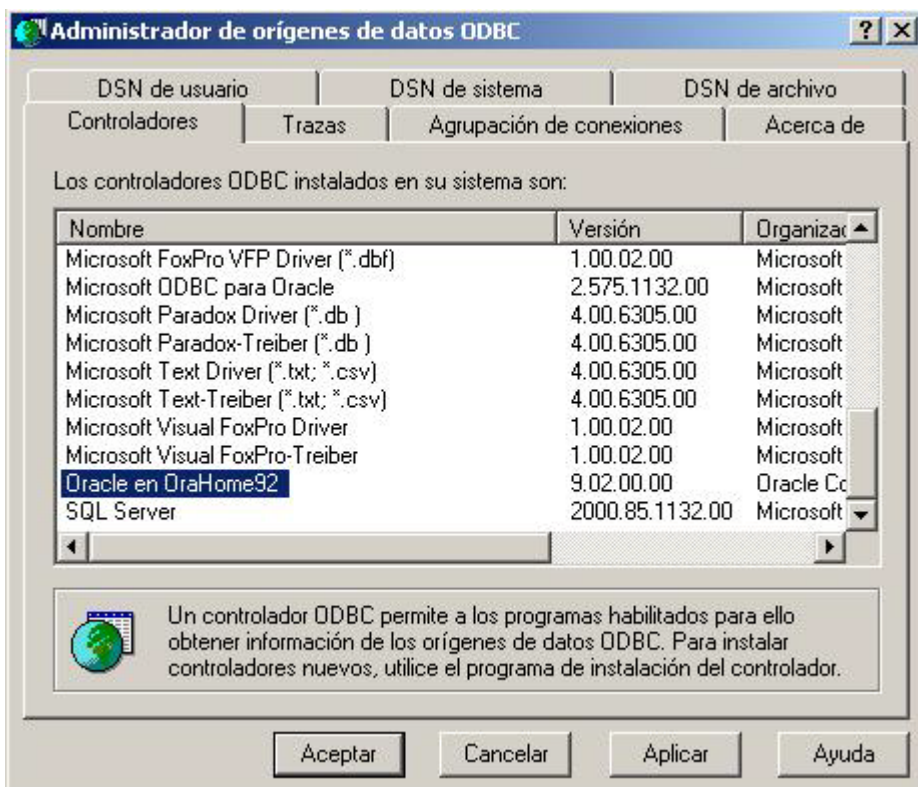 Administrador de orígenes de datos ODBC
DSN de usuario DSN de sistema DSN de archivo
Controladores Trazas Agrupación de conexiones Acerca de
Los controladores ODBC instalados en su sistema son:
Nombre Versión Organizac
Microsoft FoxPro VFP Driver (*.dbf) 1.00.02.00 Microsoft
Microsoft ODBC para Oracle 2.575.1132.00 Microsoft
Microsoft Paradox Driver (*.db ) 4.00.6305.00 Microsoft
Microsoft Paradox-Treiber (*.db ) 4.00.6305.00 Microsoft
Microsoft Text Driver (*.txt; *.csv) 4.00.6305.00 Microsoft
Microsoft Text-Treiber (*.txt; *.csv) 4.00.6305.00 Microsoft
Microsoft Visual FoxPro Driver 1.00.02.00 Microsoft
Microsoft Visual FoxPro-Treiber 1.00.02.00 Microsoft
Oracle en OraHome92 9.02.00.00 Oracle Co
SQL Server 2000.85.1132.00 Microsoft
Un controlador ODBC permite a los programas habilitados para ello
obtener información de los orígenes de datos ODBC. Para instalar
controladores nuevos, utilice el programa de instalación del controlador.
Aceptar Cancelar Aplicar Ayuda